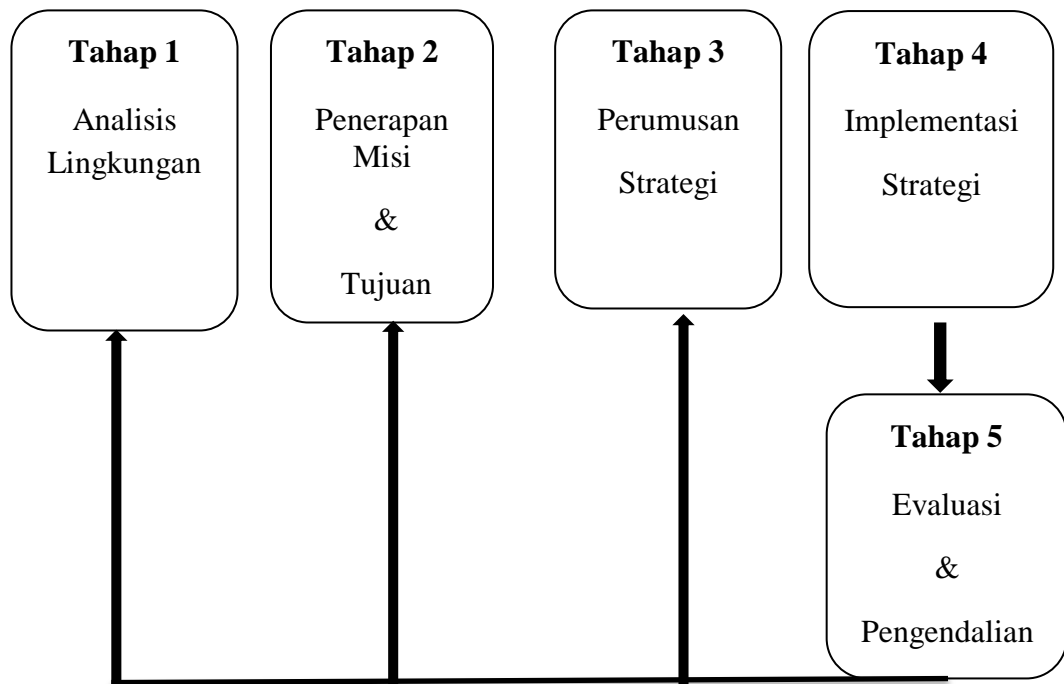 Tahap 1
Analisis
Lingkungan
Tahap 2
Penerapan
Misi
&
Tujuan
Tahap 3
Perumusan
Strategi
Tahap 4
Implementasi
Strategi
Tahap 5
Evaluasi
&
Pengendalian